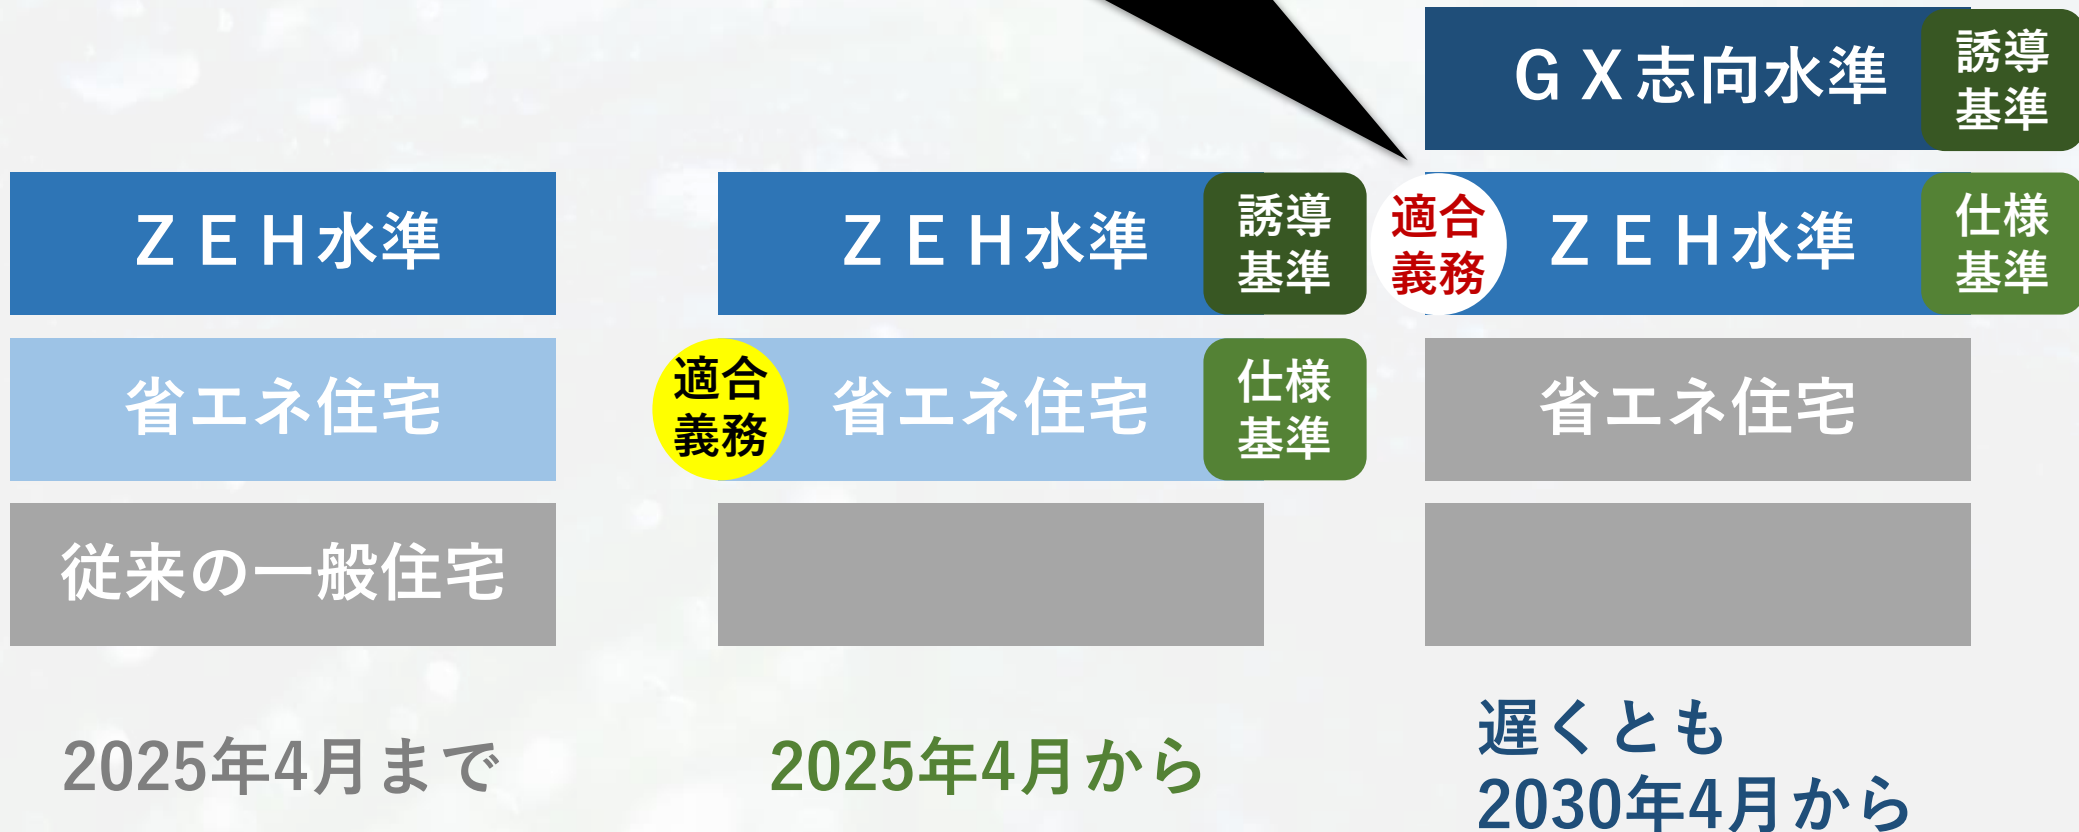 ＺＥＨ水準
省エネ住宅
従来の一般住宅
2025年4月まで
ＺＥＨ水準
誘導
基準
適合
義務
省エネ住宅
仕様
基準
2025年4月から
ＧＸ志向水準
誘導
基準
適合
義務
ＺＥＨ水準
仕様
基準
省エネ住宅
遅くとも
2030年4月から